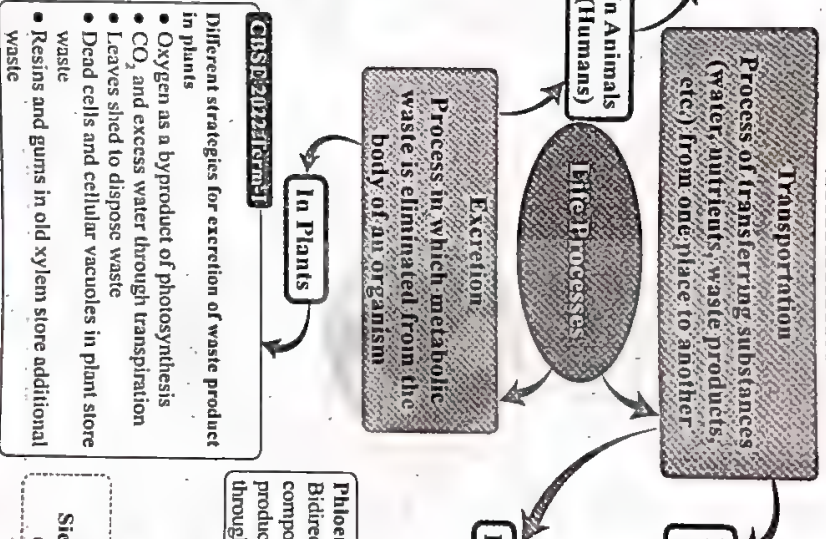 Transportation
Process of transferring substances
(water, nutrients, waste products,
etc.) from one place to another
n Animals
(Humans)
Life Processes
Excretion
Process in which metabolic
waste is eliminated from the
body of an organism
In Plants
CBSE 2022 Term-I
Different strategies for excretion of waste product
in plants
• Oxygen as a byproduct of photosynthesis
• CO₂ and excess water through transpiration
• Leaves shed to dispose waste
• Dead cells and cellular vacuoles in plant store
waste
• Resins and gums in old xylem store additional
waste
Phloe
Bidirec
compo
produc
throug
Sic